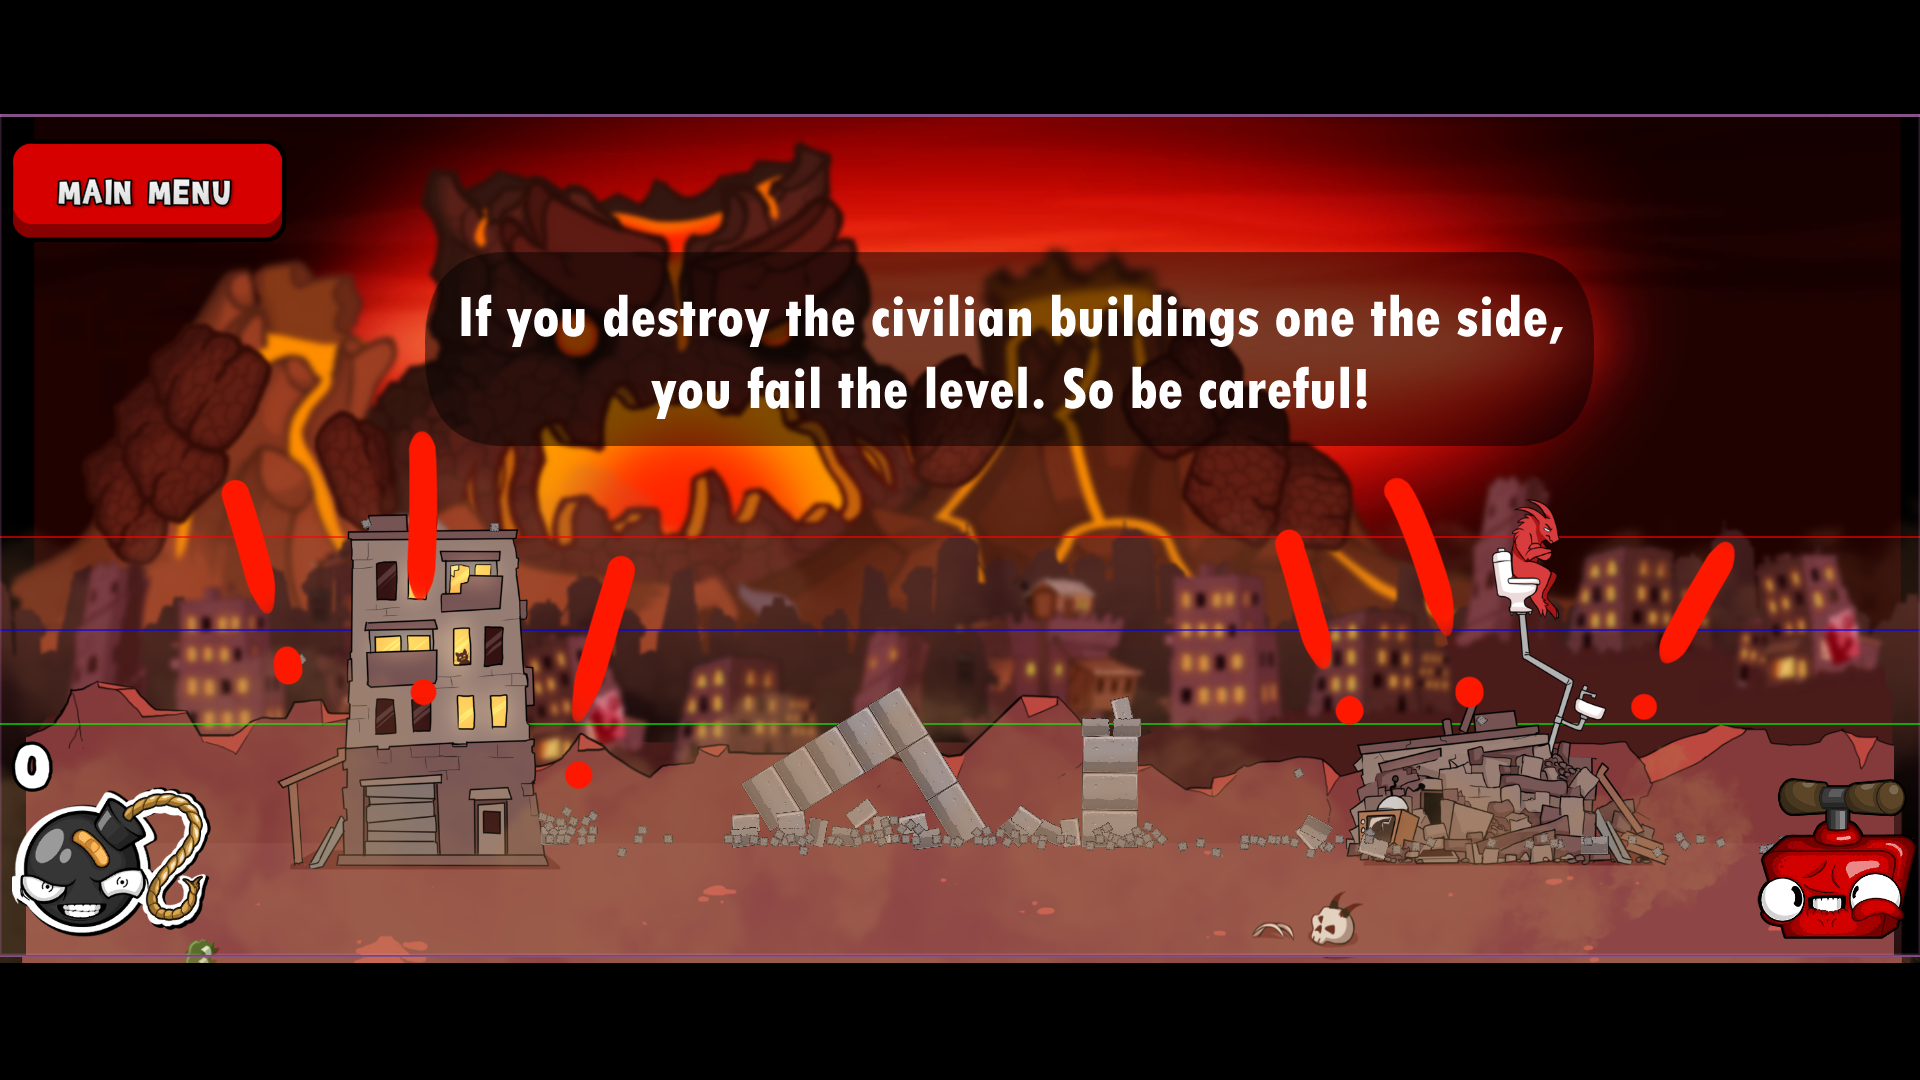 MAIN MENU
If you destroy the civilian buildings one the side,
you fail the level. So be careful!
0